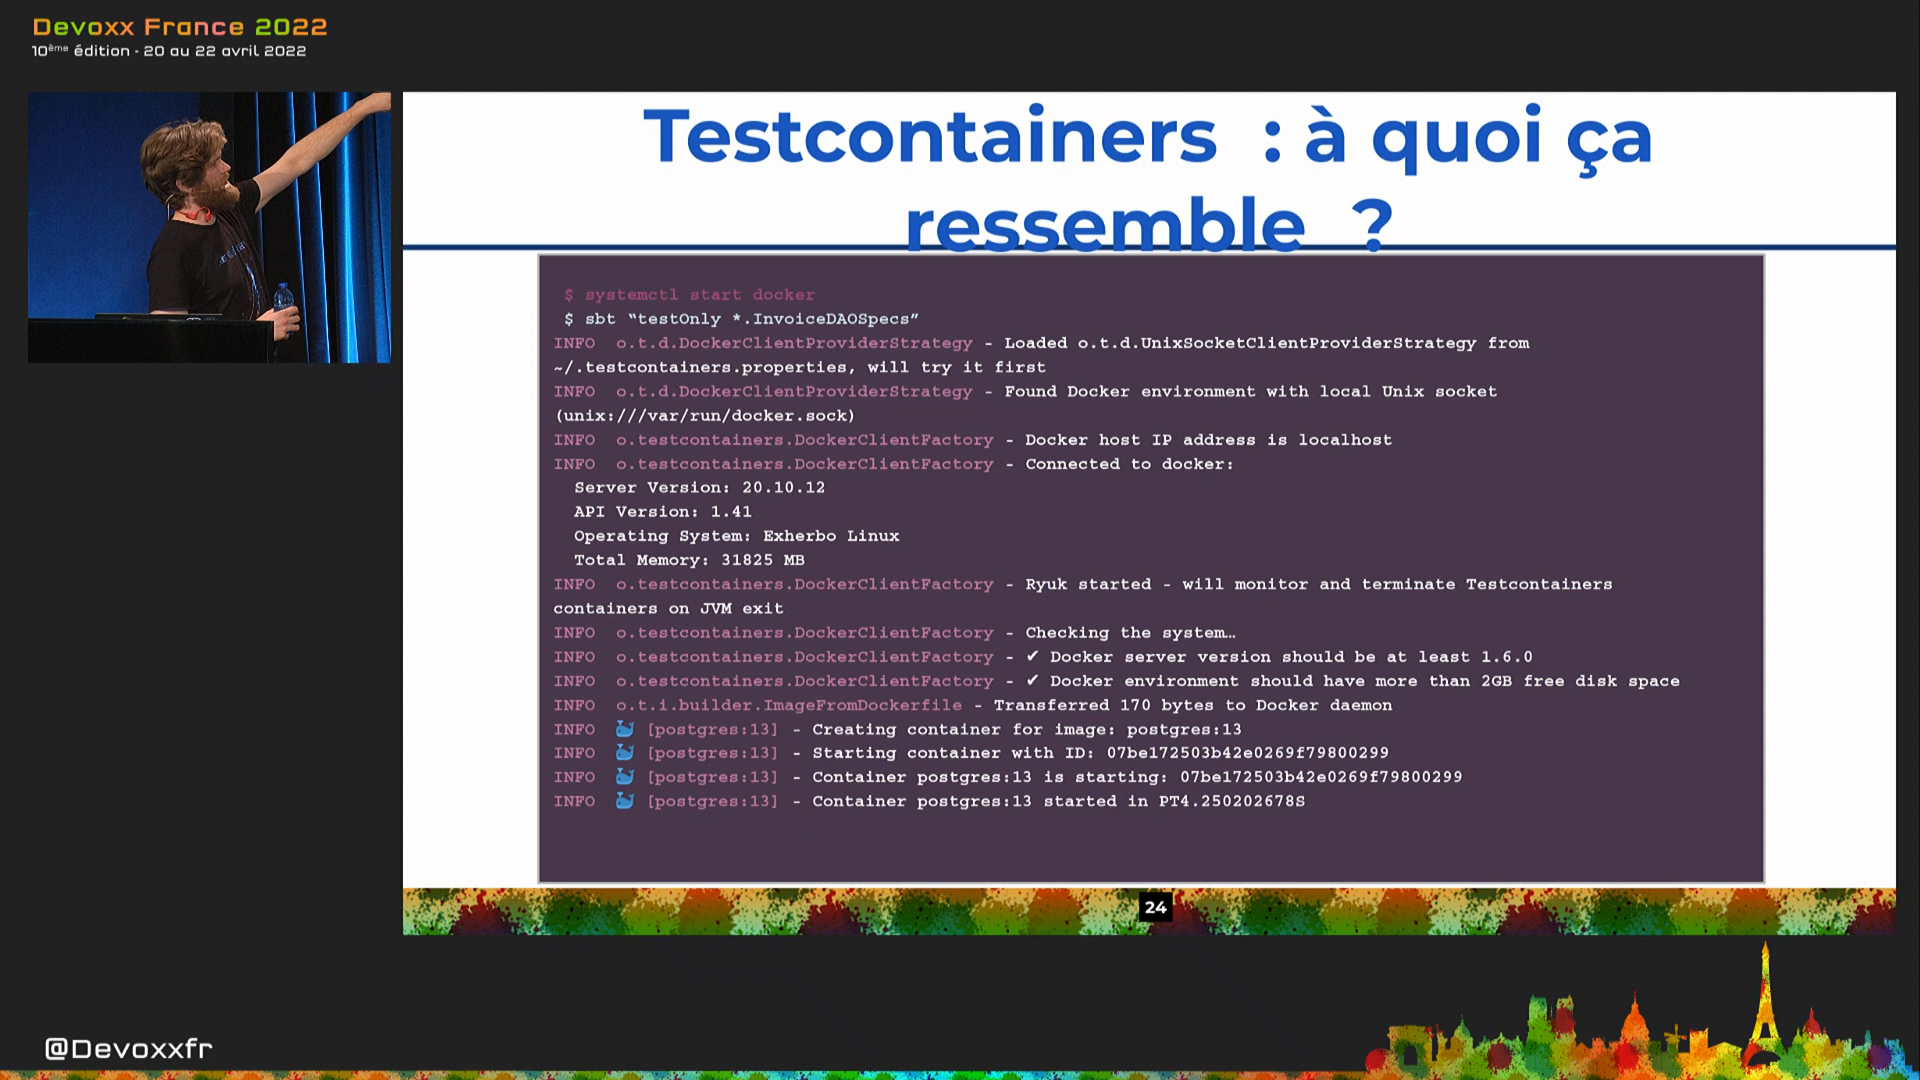 Devoxx France 2022
10ème édition - 20 au 22 avril 2022
Testcontainers : à quoi ça
ressemble ?
$ systemctl start docker
$ sbt “testOnly *.InvoiceDAOSpecs”
INFO o.t.d.DockerClientProviderStrategy - Loaded o.t.d.UnixSocketClientProviderStrategy from
~/.testcontainers.properties, will try it first
INFO o.t.d.DockerClientProviderStrategy - Found Docker environment with local Unix socket
(unix:///var/run/docker.sock)
INFO o.testcontainers.DockerClientFactory - Docker host IP address is localhost
INFO o.testcontainers.DockerClientFactory - Connected to docker:
Server Version: 20.10.12
API Version: 1.41
Operating System: Exherbo Linux
Total Memory: 31825 MB
INFO o.testcontainers.DockerClientFactory - Ryuk started - will monitor and terminate Testcontainers
containers on JVM exit
INFO o.testcontainers.DockerClientFactory - Checking the system…
INFO o.testcontainers.DockerClientFactory - ✔ Docker server version should be at least 1.6.0
INFO o.testcontainers.DockerClientFactory - ✔ Docker environment should have more than 2GB free disk space
INFO o.t.i.builder.ImageFromDockerfile - Transferred 170 bytes to Docker daemon
INFO 🐳 [postgres:13] - Creating container for image: postgres:13
INFO 🐳 [postgres:13] - Starting container with ID: 07be172503b42e0269f79800299
INFO 🐳 [postgres:13] - Container postgres:13 is starting: 07be172503b42e0269f79800299
INFO 🐳 [postgres:13] - Container postgres:13 started in PT4.250202678S
24
@Devoxxfr